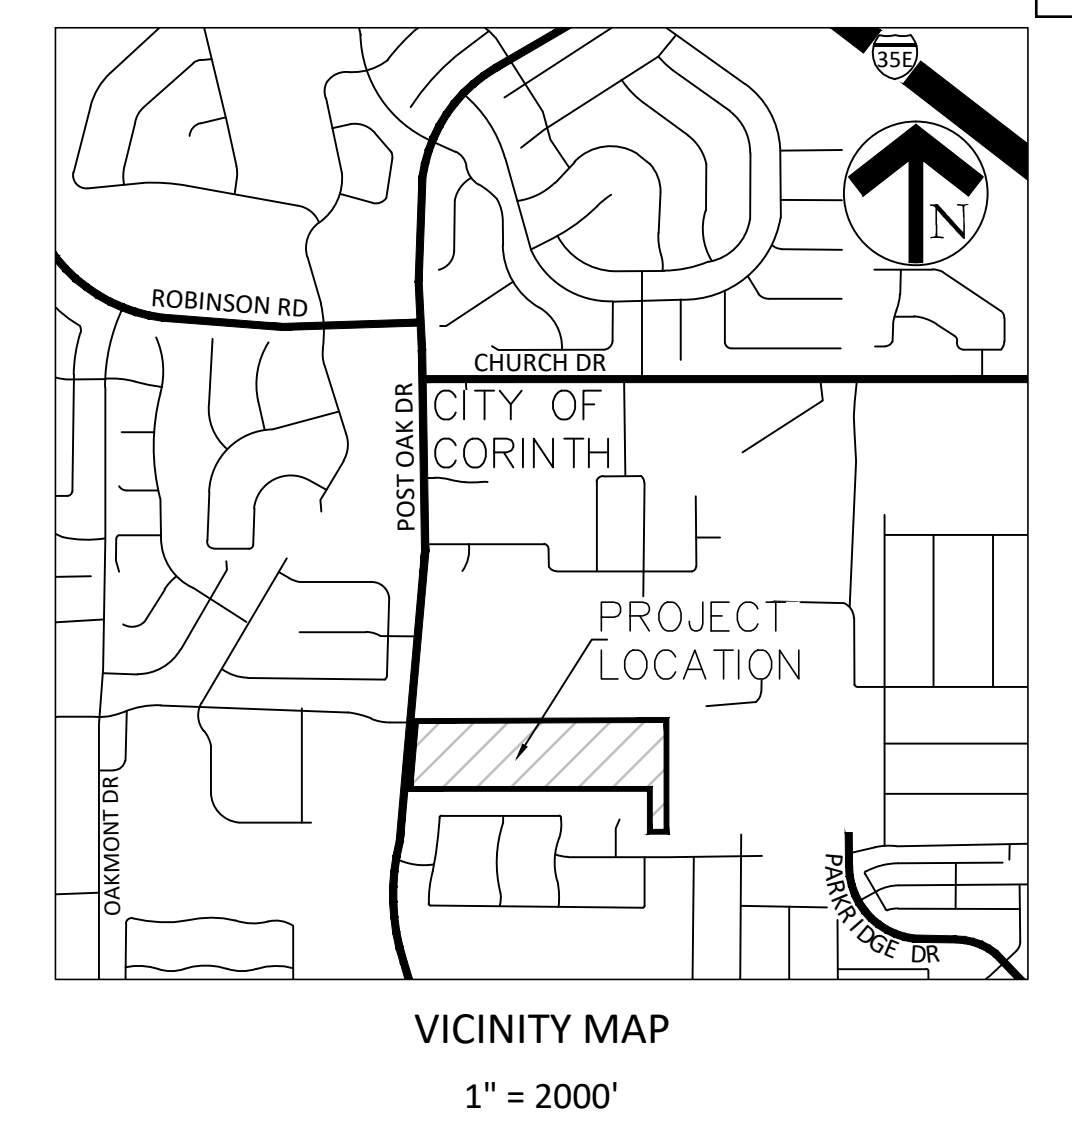 35E
N
ROBINSON RD
CHURCH DR
POST OAK DR
CITY OF
CORINTH
PROJECT
LOCATION
OAKMONT DR
PARKRIDGE DR
VICINITY MAP
1" = 2000'